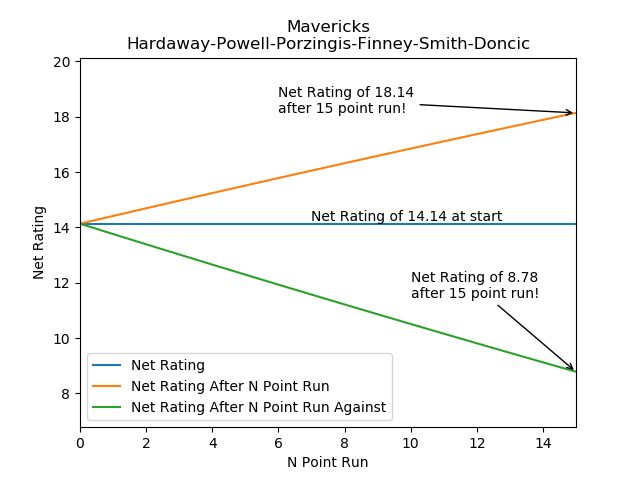 Mavericks
Hardaway-Powell-Porzingis-Finney-Smith-Doncic
20
18
16
14
12
10
8
Net Rating
Net Rating of 18.14
after 15 point run!
Net Rating of 14.14 at start
Net Rating of 8.78
after 15 point run!
Net Rating
Net Rating After N Point Run
Net Rating After N Point Run Against
0 2 4 6 8 10 12 14
N Point Run